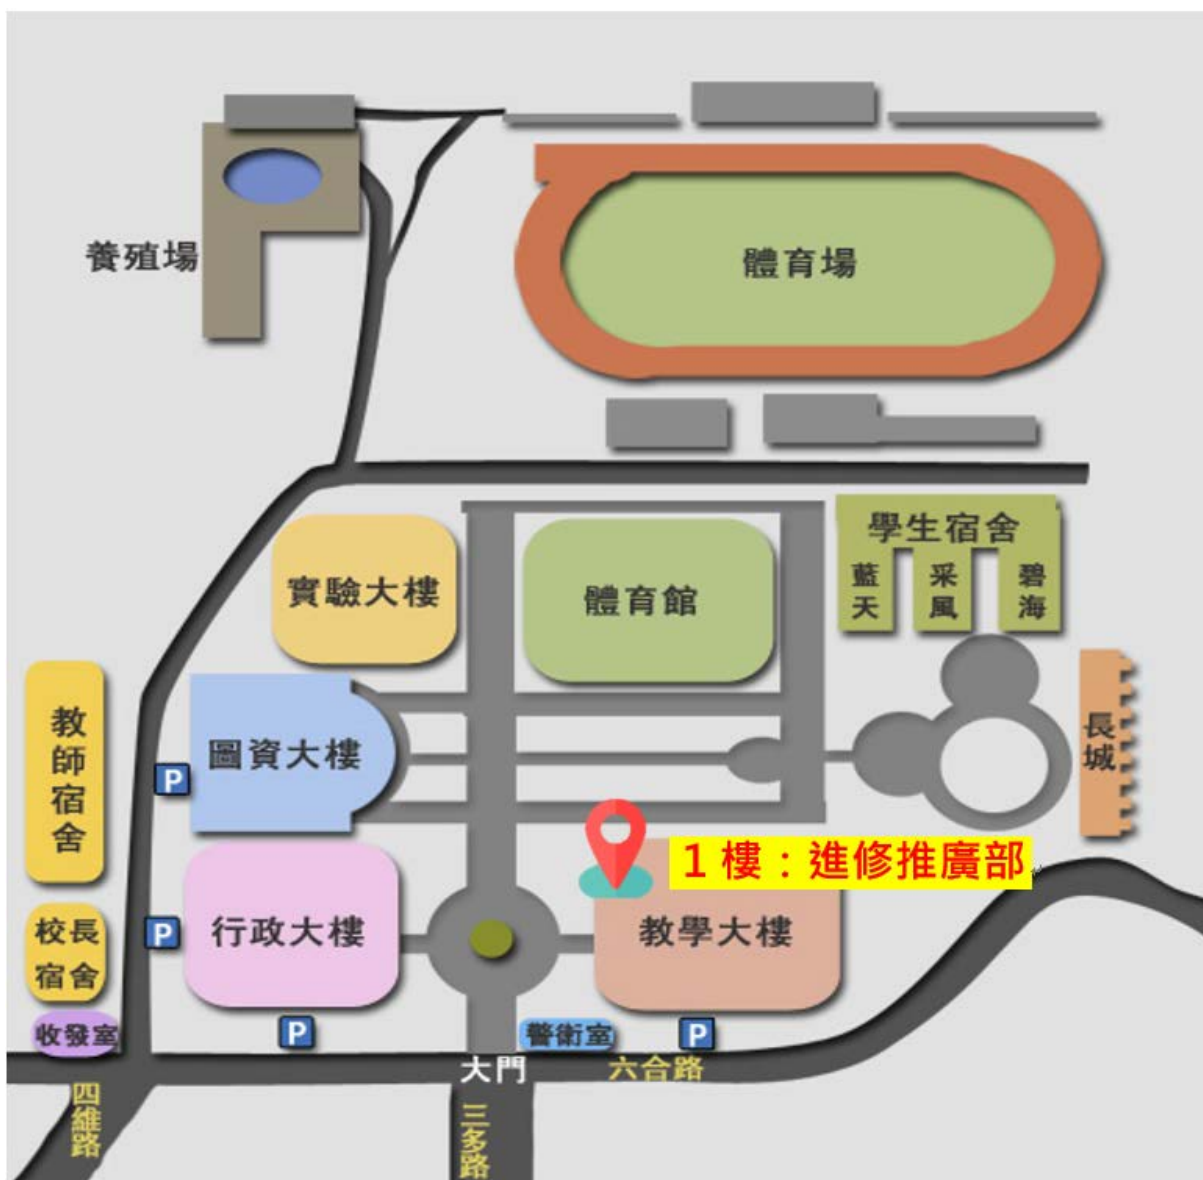 養殖場
體育場
學生宿舍
藍天
采風
碧海
實驗大樓
體育館
教師宿舍
圖資大樓
長城
P
1樓：進修推廣部
校長
宿舍
P
行政大樓
教學大樓
收發室
P
警衛室
P
大門
六合路
四維路
三多路